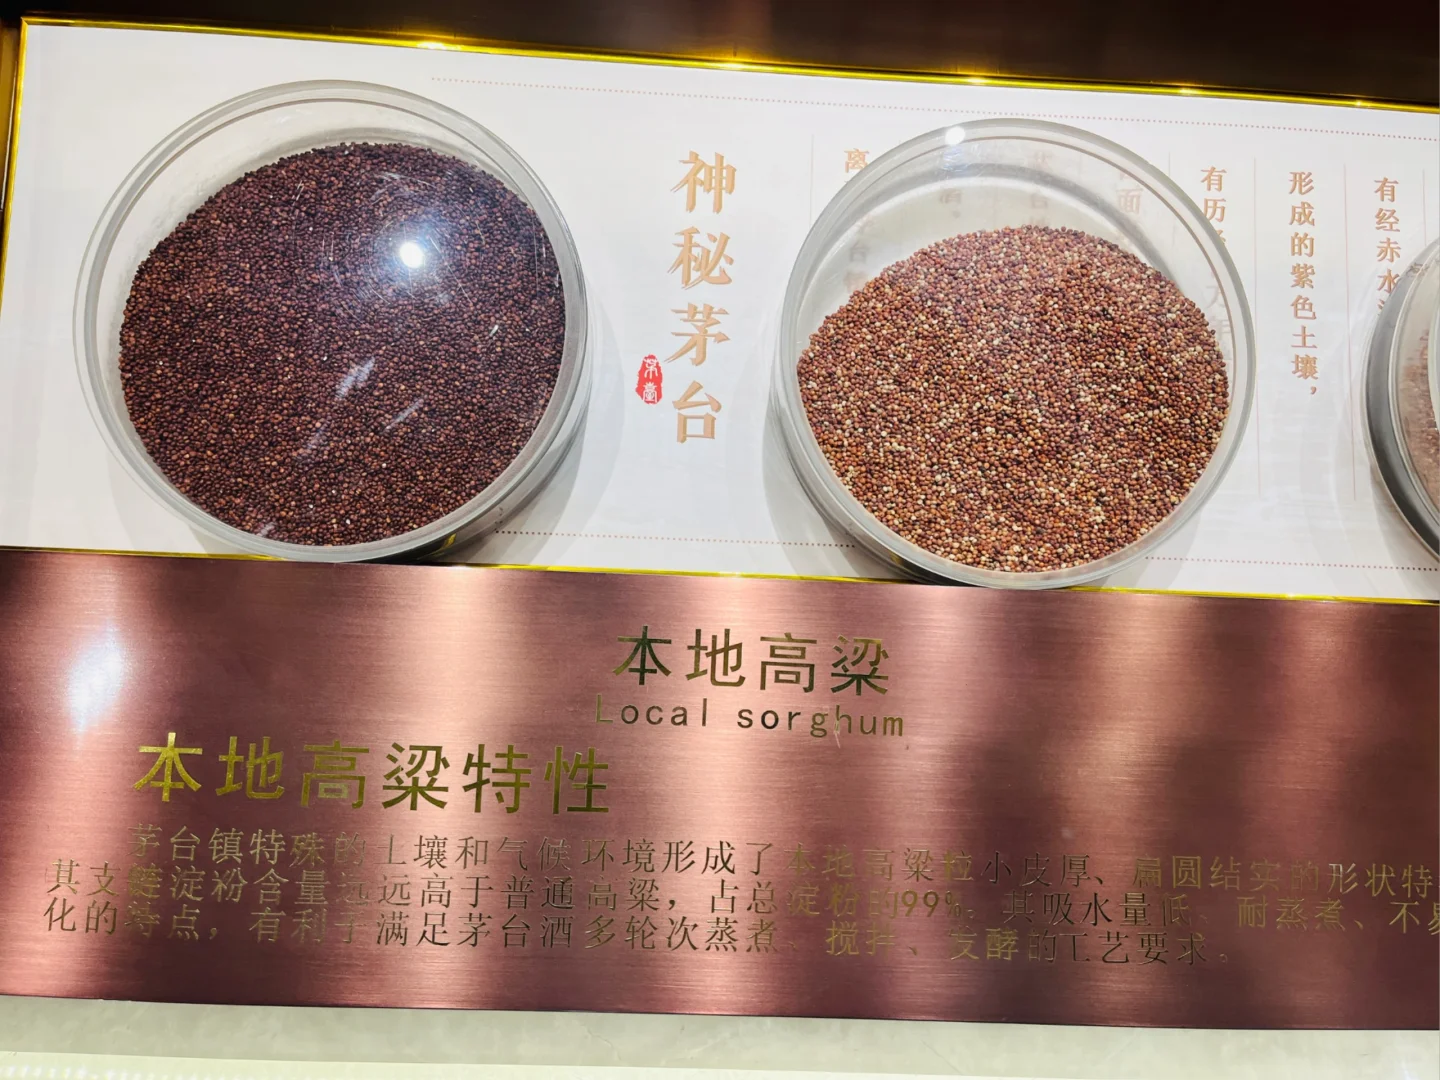 神秘茅台
茅台
离
有历
形成的紫色土壤，
有经赤水
本地高粱
Local sorghum
本地高粱特性
茅台镇特殊的土壤和气候环境形成了本地高粱粒小皮厚、扁圆结实的形状特
其支链淀粉含量远远高于普通高粱，占总淀粉的99%。其吸水量低、耐蒸煮、不易
化的等点，有利于满足茅台酒多轮次蒸煮、搅拌、发酵的工艺要求。